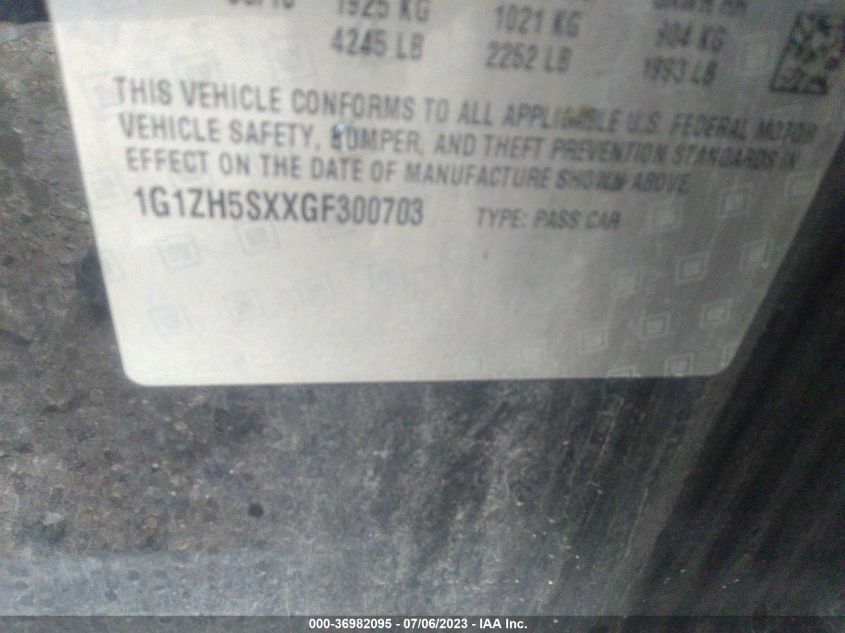 1925 KG 1021 KG 904 KG
4245 LB 2252 LB 1993 LB
THIS VEHICLE CONFORMS TO ALL APPLICABLE U.S. FEDERAL MOTOR
VEHICLE SAFETY, BUMPER, AND THEFT PREVENTION STANDARDS IN
EFFECT ON THE DATE OF MANUFACTURE SHOWN ABOVE.
1G1ZH5SXXGF300703 TYPE: PASS CAR
000-36982095 - 07/06/2023 - IAA Inc.